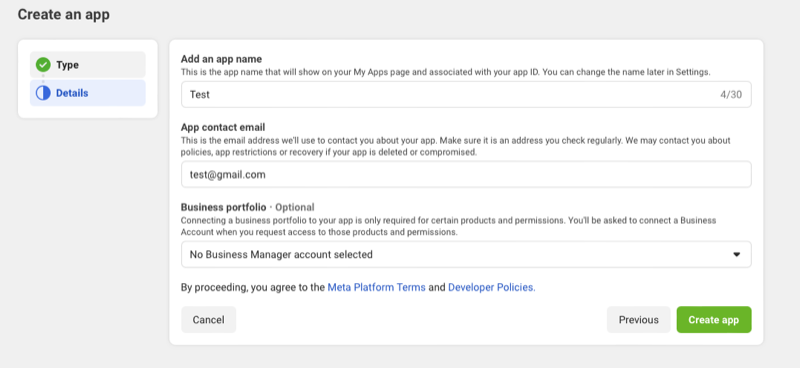 Create an app
Type
Details
Add an app name
This is the app name that will show on your My Apps page and associated with your app ID. You can change the name later in Settings.
Test 4/30
App contact email
This is the email address we'll use to contact you about your app. Make sure it is an address you check regularly. We may contact you about
policies, app restrictions or recovery if your app is deleted or compromised.
test@gmail.com
Business portfolio · Optional
Connecting a business portfolio to your app is only required for certain products and permissions. You'll be asked to connect a Business
Account when you request access to those products and permissions.
No Business Manager account selected
By proceeding, you agree to the Meta Platform Terms and Developer Policies.
Cancel Previous Create app